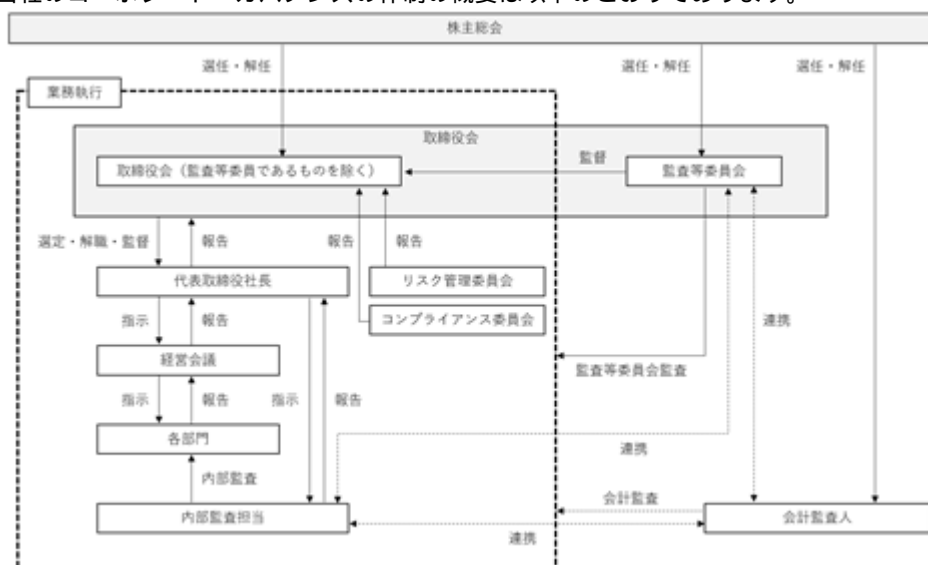 当社のコーポレート・ガバナンスの体制の概要は以下のとおりであります。
株主総会
選任・解任
選任・解任
選任・解任
業務執行
取締役会
取締役会（監査等委員であるものを除く）
監督
監査等委員会
選定・解職・監督
報告
報告
報告
代表取締役社長
リスク管理委員会
指示
報告
コンプライアンス委員会
連携
経営会議
監査等委員会監査
指示
報告
指示
報告
各部門
連携
内部監査
会計監査
内部監査担当
会計監査人
連携